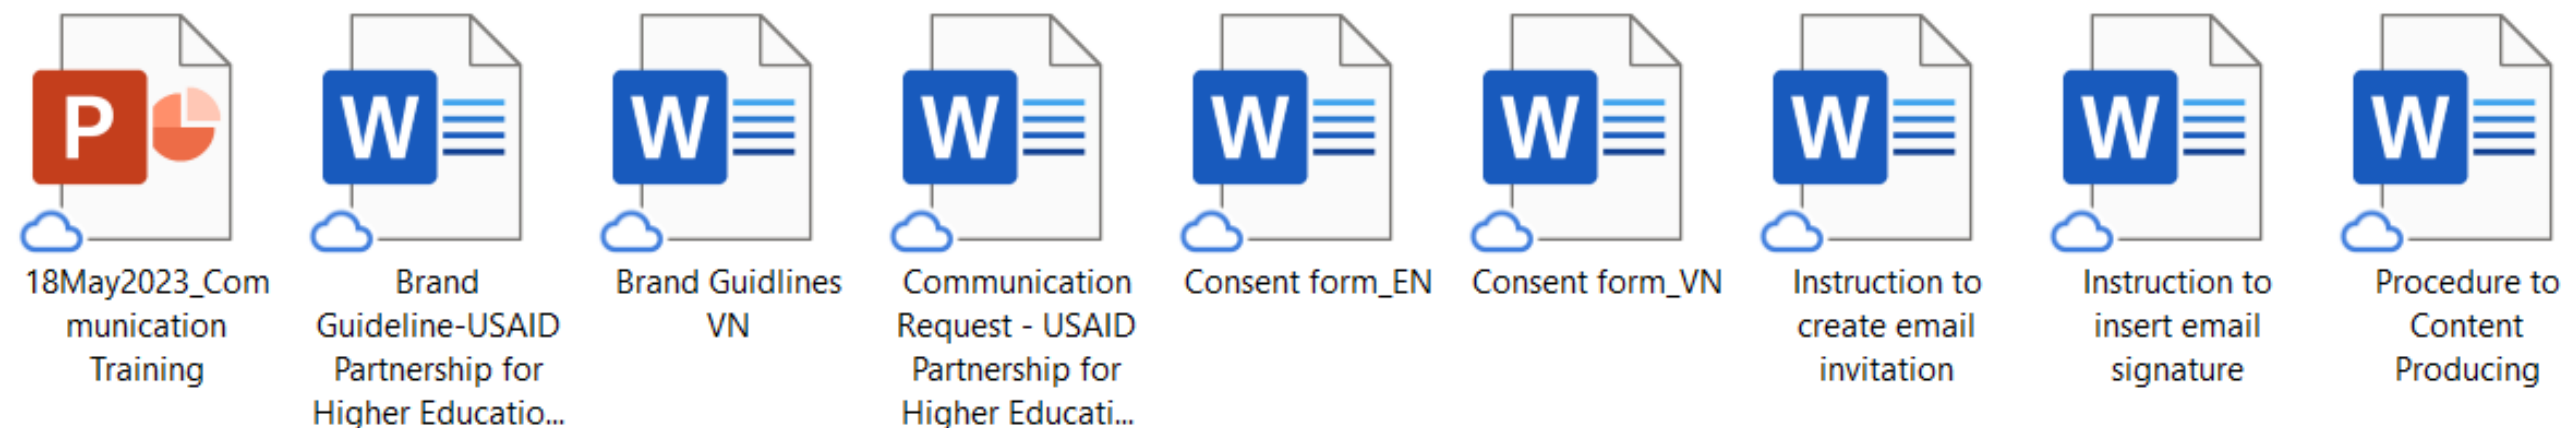 P
W
W
W
W
W
W
W
W
18May2023_Com
munication
Training
Brand
Guideline-USAID
Partnership for
Higher Educatio...
Brand Guidlines
VN
Communication
Request - USAID
Partnership for
Higher Educati...
Consent form_EN
Consent form_VN
Instruction to
create email
invitation
Instruction to
insert email
signature
Procedure to
Content
Producing